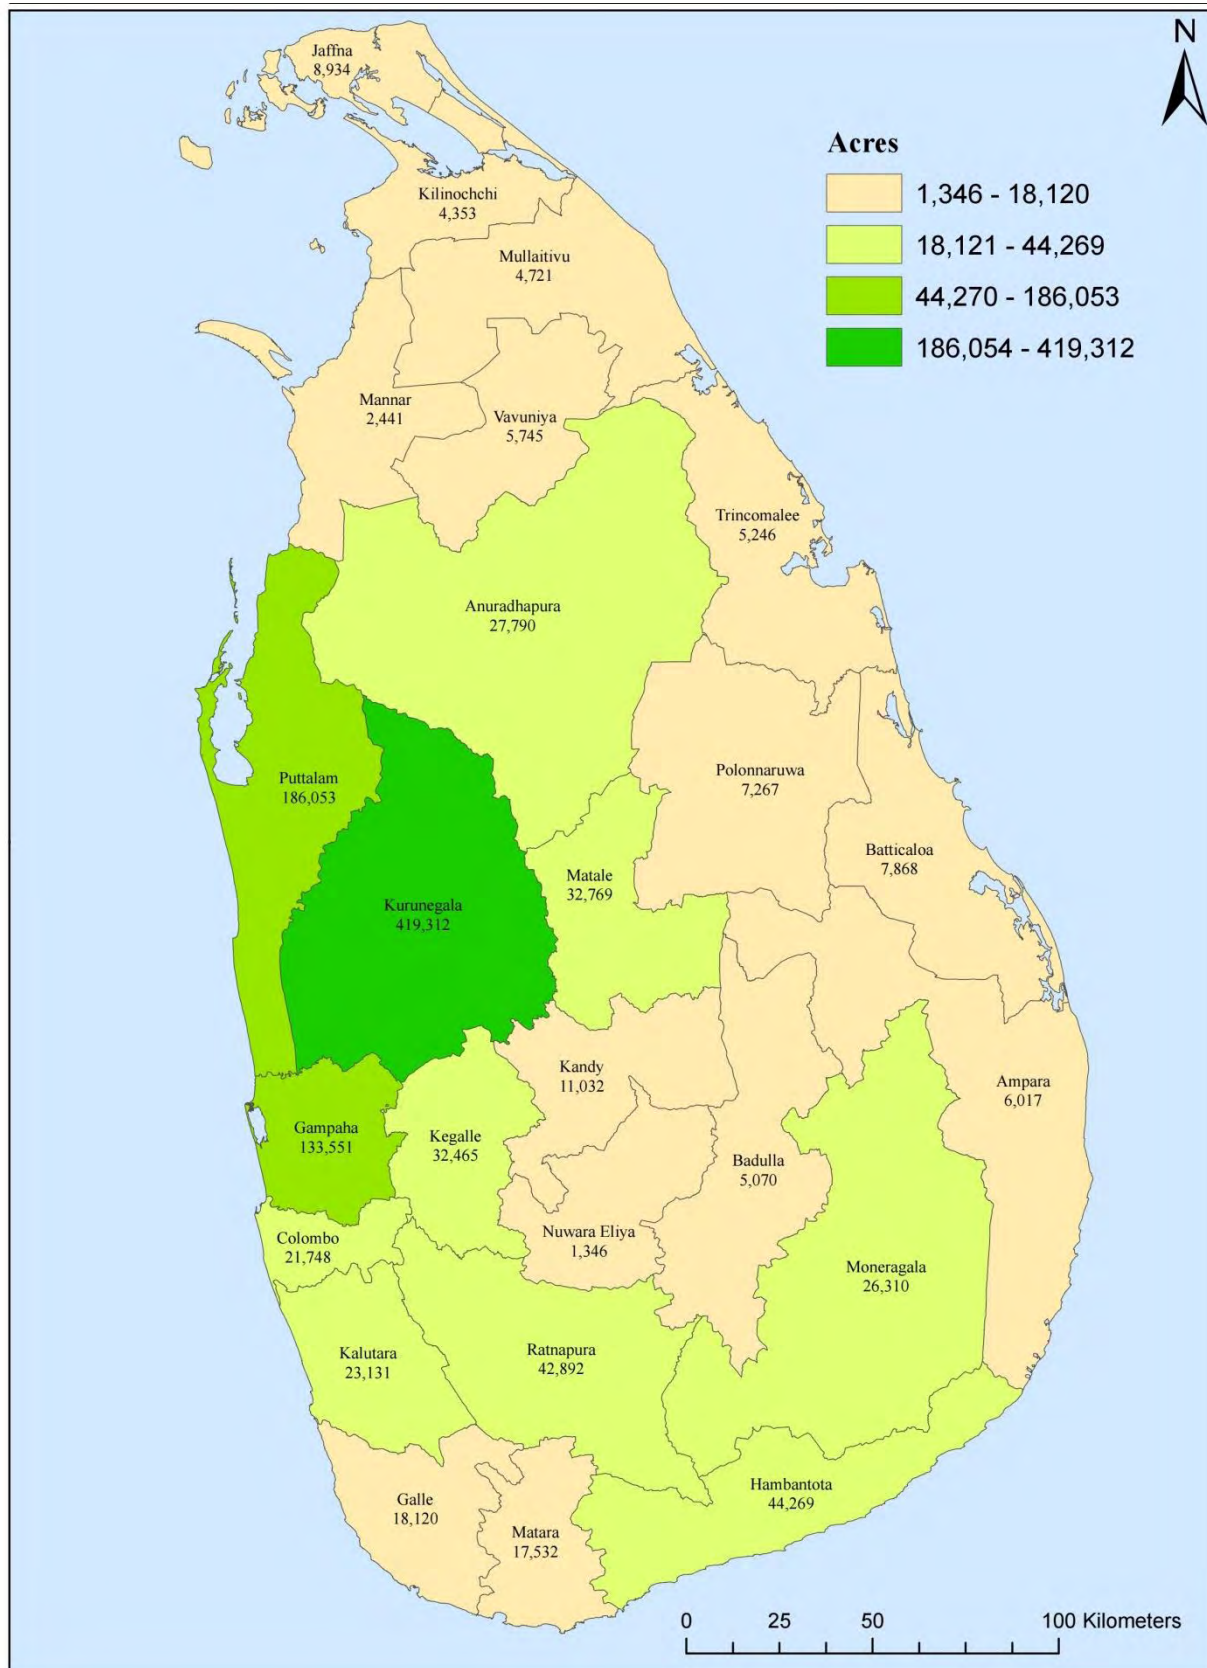 N
Jaffna
8,934
Acres
1,346 - 18,120
18,121 - 44,269
44,270 - 186,053
186,054 - 419,312
Kilinochchi
4,353
Mullaitivu
4,721
Mannar
2,441
Vavuniya
5,745
Trincomalee
5,246
Anuradhapura
27,790
Puttalam
186,053
Polonnaruwa
7,267
Batticaloa
7,868
Matale
32,769
Kurunegala
419,312
Kandy
11,032
Ampara
6,017
Gampaha
133,551
Kegalle
32,465
Badulla
5,070
Nuwara Eliya
1,346
Colombo
21,748
Moneragala
26,310
Kalutara
23,131
Ratnapura
42,892
Hambantota
44,269
Galle
18,120
Matara
17,532
0 25 50 100 Kilometers